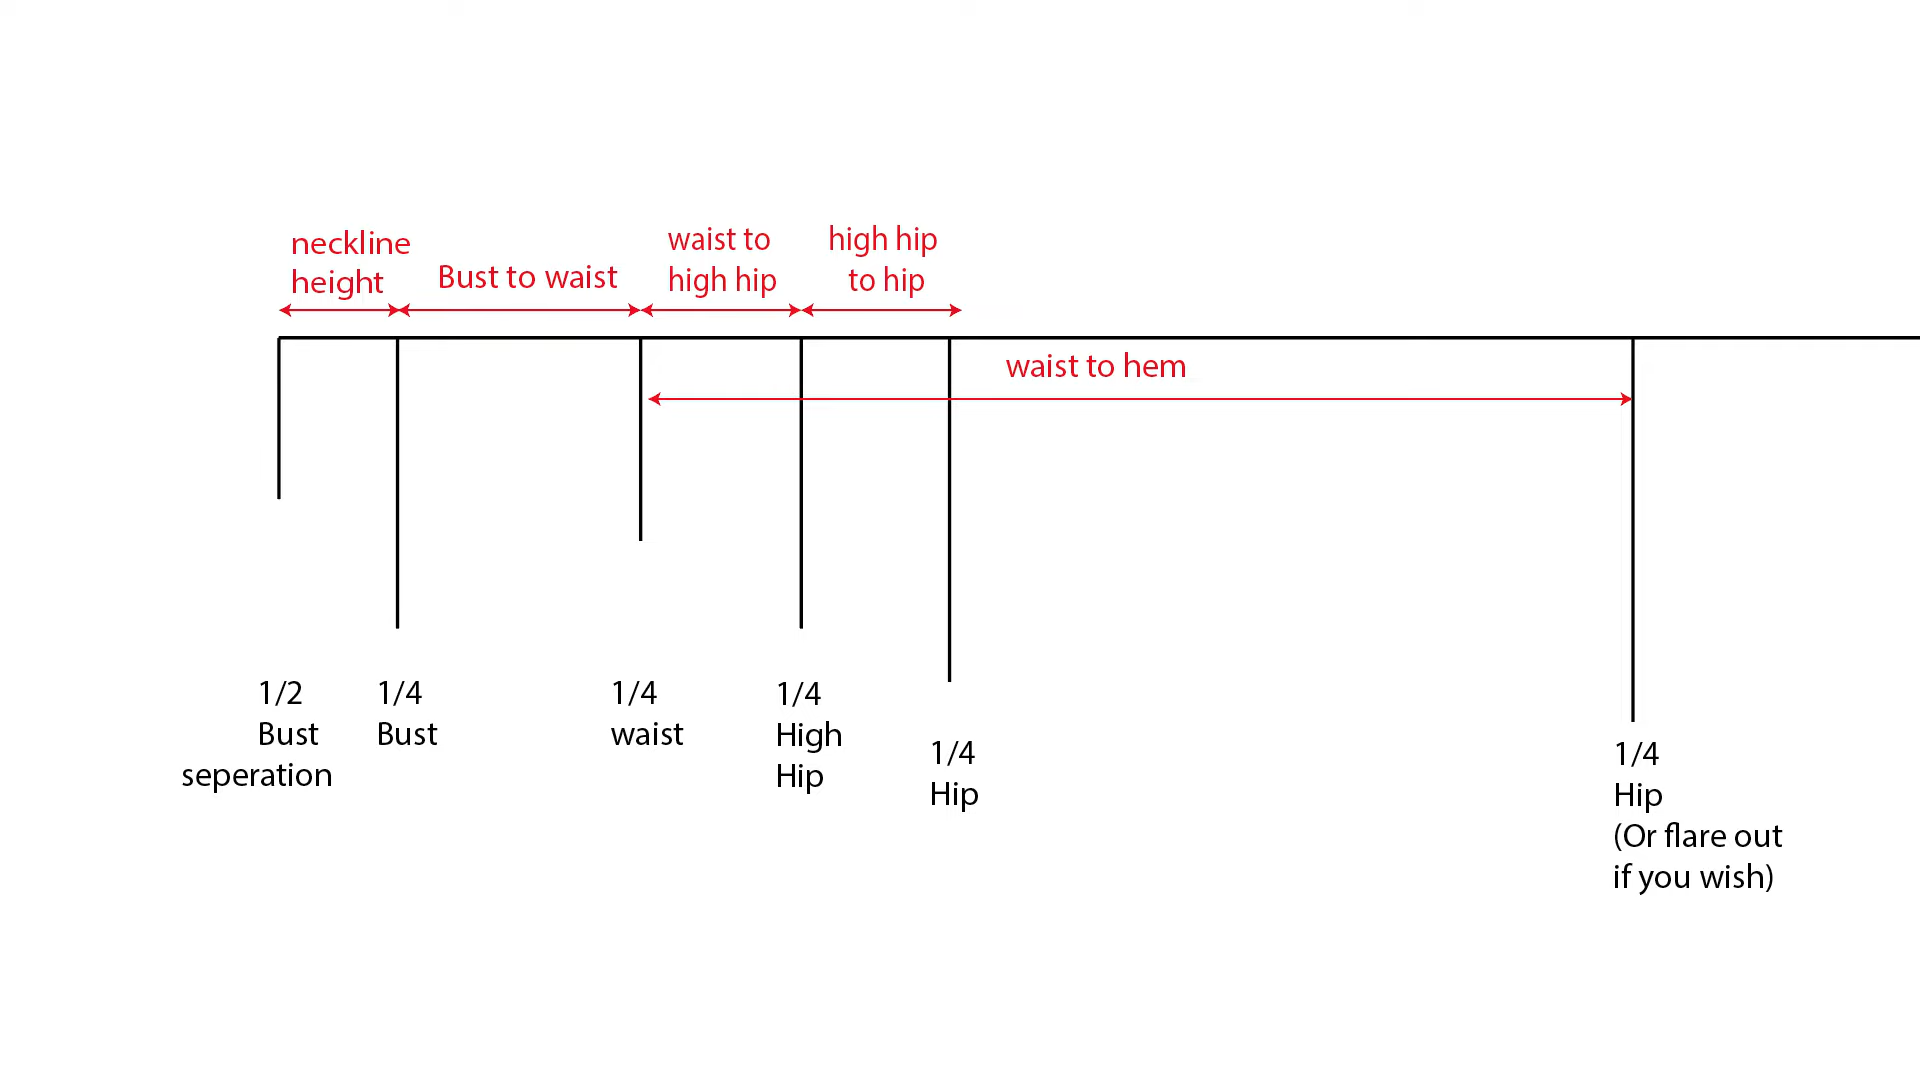 neckline
height
Bust to waist
waist to
high hip
high hip
to hip
waist to hem
1/2
Bust
seperation
1/4
Bust
1/4
waist
1/4
High
Hip
1/4
Hip
1/4
Hip
(Or flare out
if you wish)